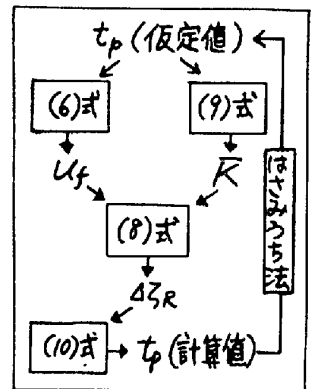 tp (仮定値)
(6)式 (9)式
Uf K̄
(8)式
ΔζR
(10)式 tp (計算値)
はさみうち法